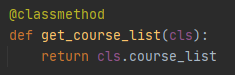 @classmethod
def get_course_list(cls):
    return cls.course_list